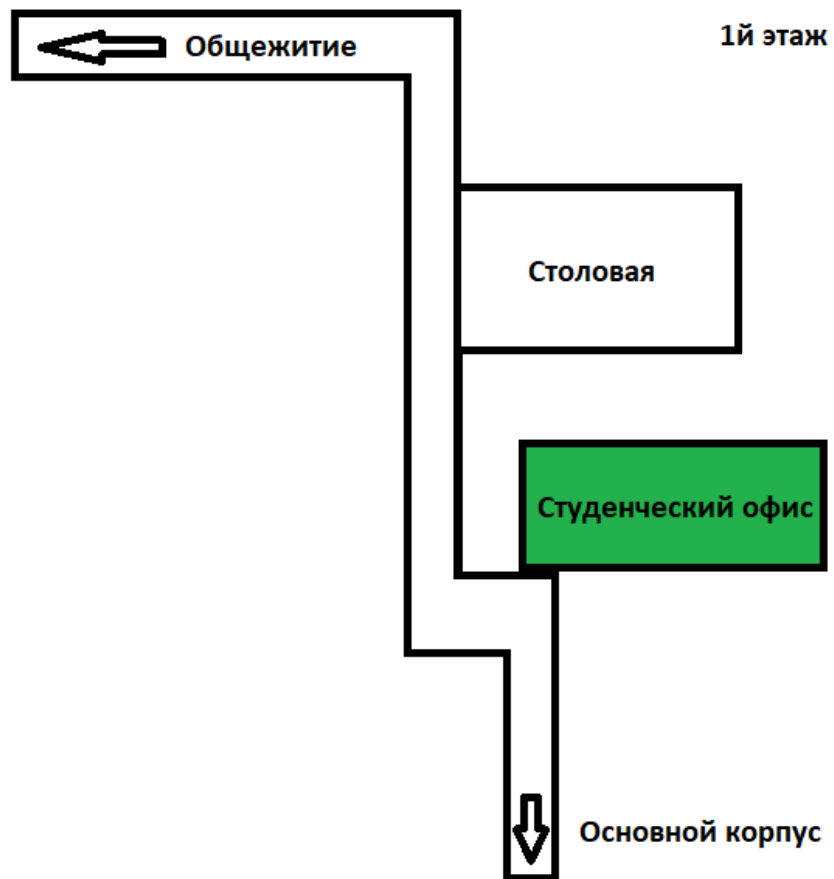 Общежитие
1й этаж
Столовая
Студенческий офис
Основной корпус